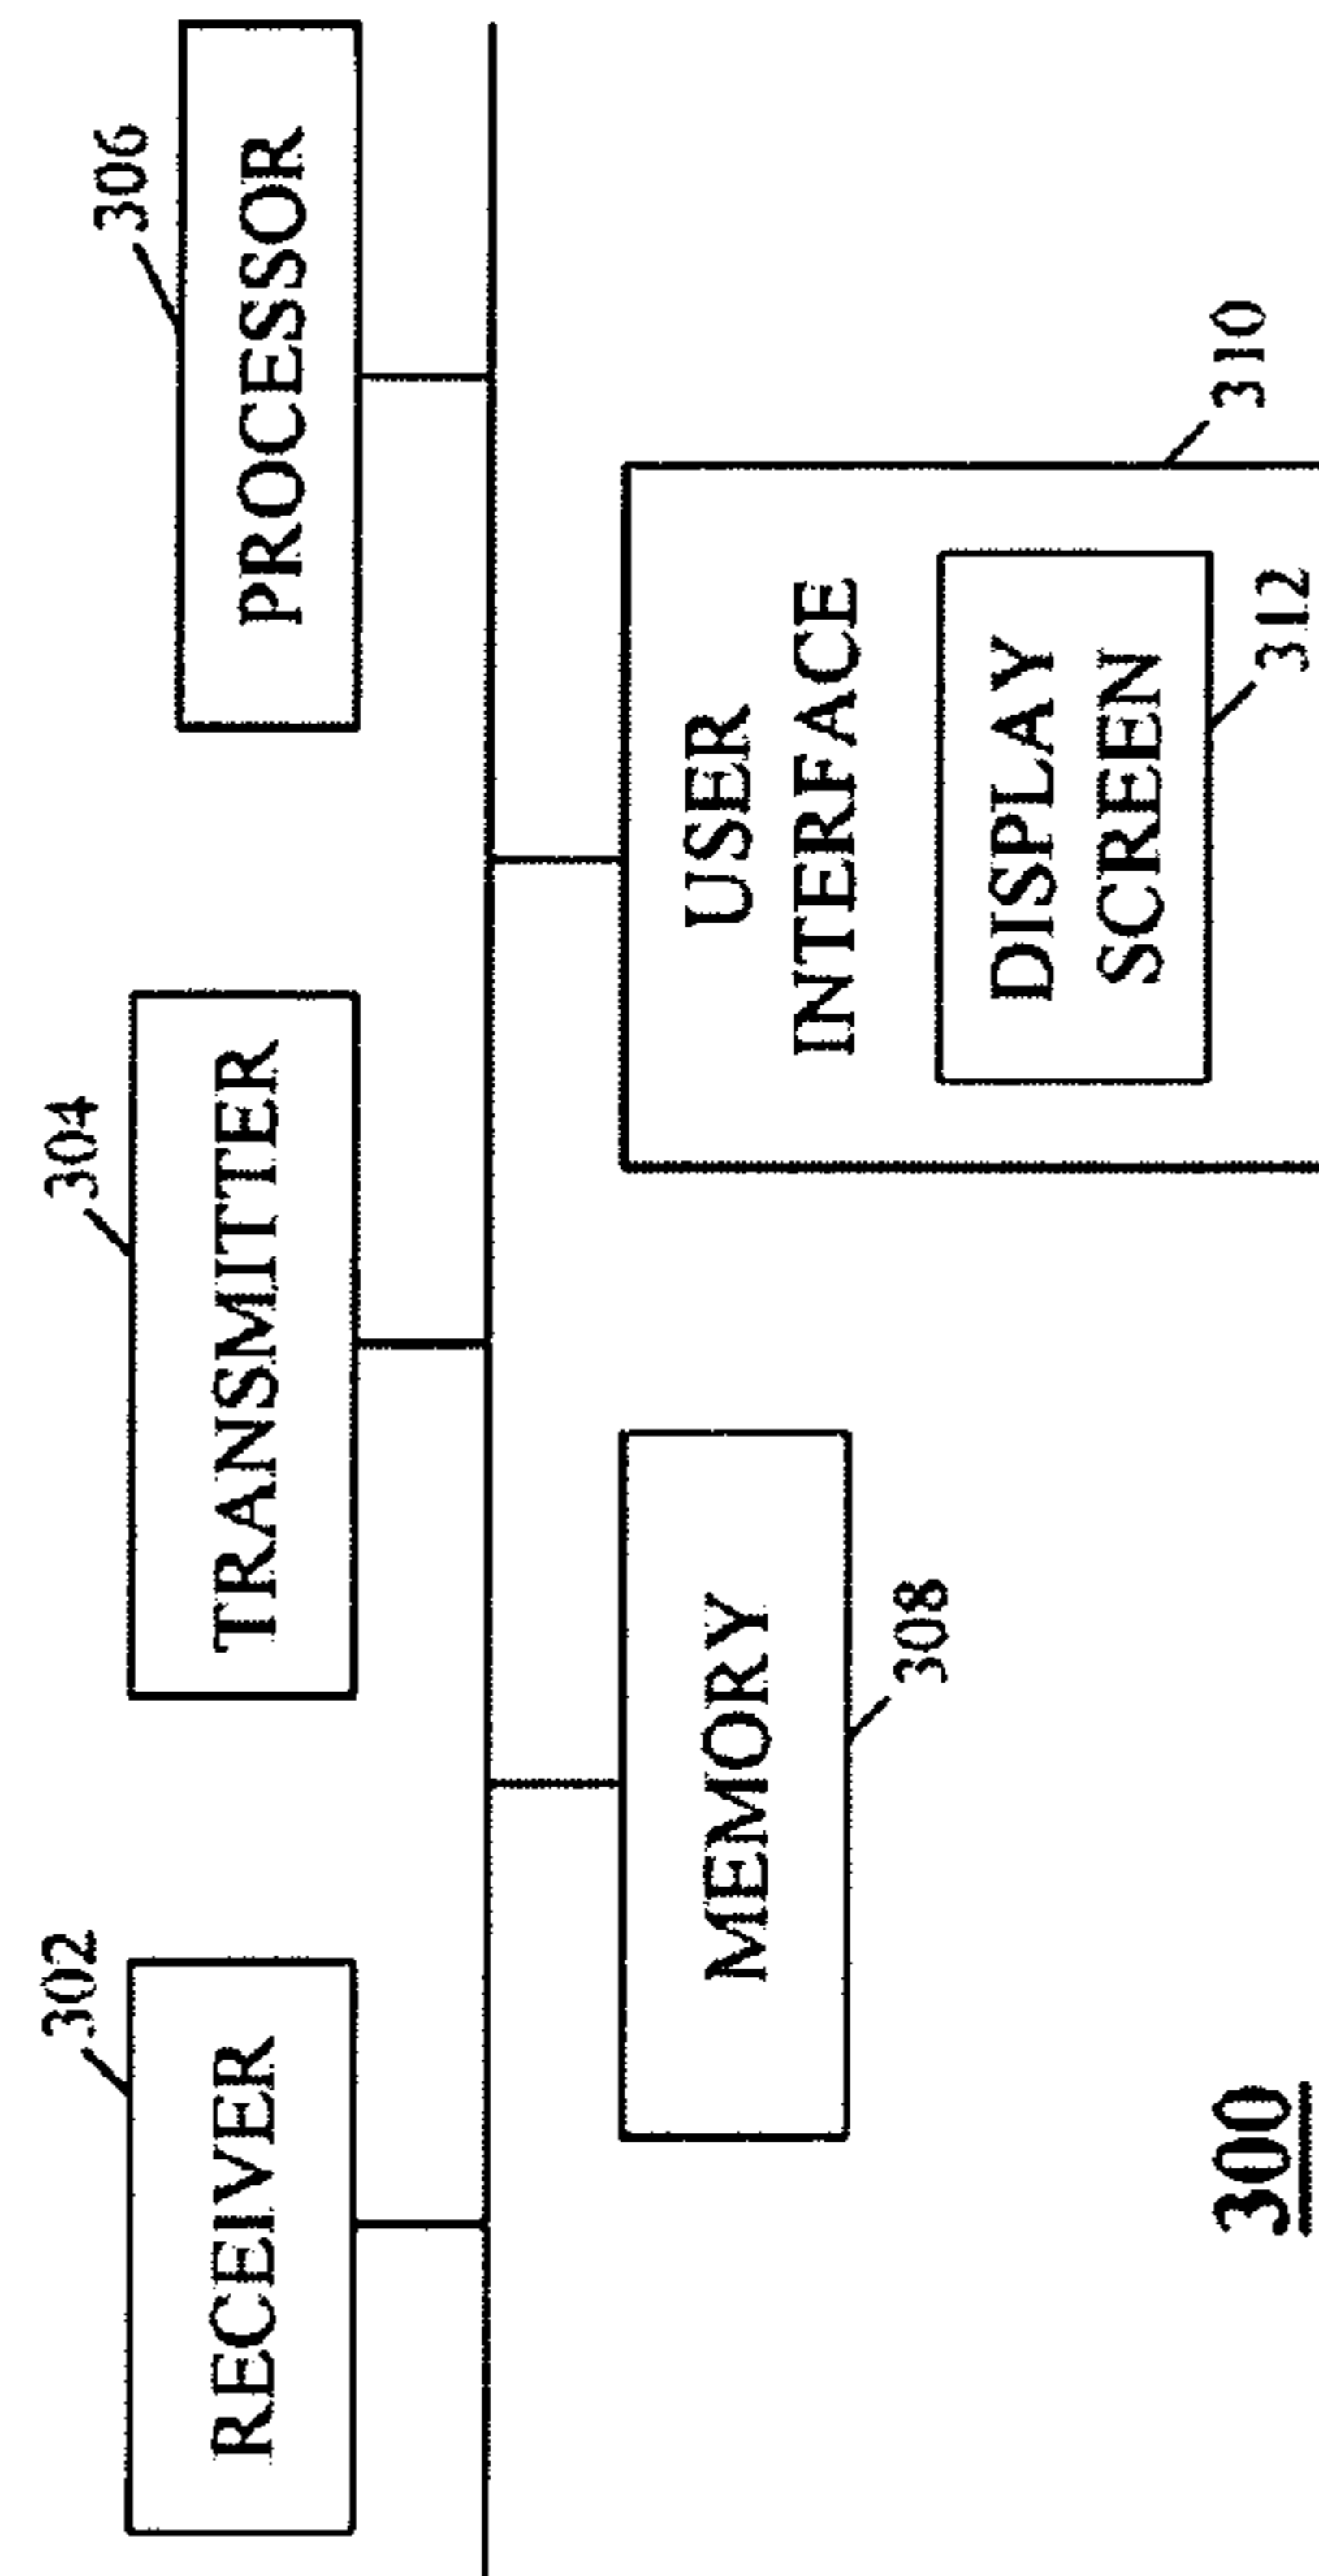 302
RECEIVER
304
TRANSMITTER
306
PROCESSOR
MEMORY
308
USER
INTERFACE
DISPLAY
SCREEN
312
310
300